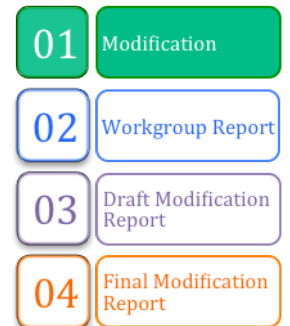 01
Modification
02
Workgroup Report
03
Draft Modification
Report
04
Final Modification
Report